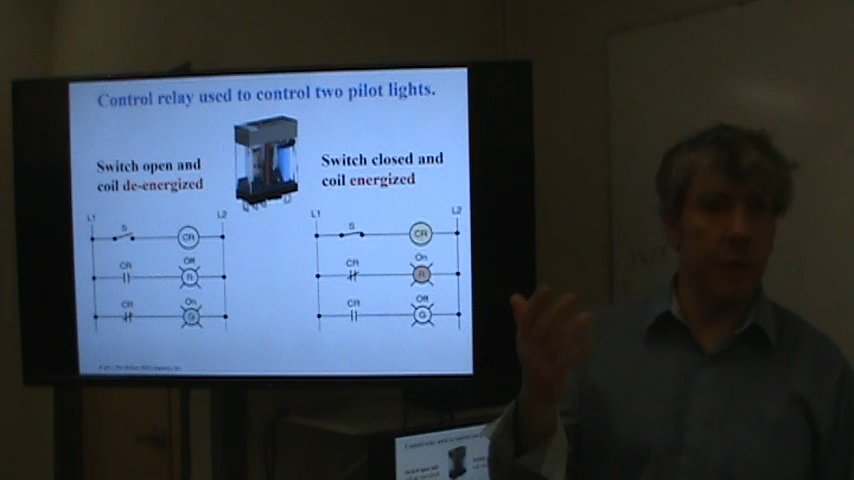 Control relay used to control two pilot lights.
Switch open and
coil de-energized
Switch closed and
coil energized
L1
L2
S
CR
CR
Off
R
CR
On
G
L1
L2
S
CR
CR
On
R
CR
Off
G